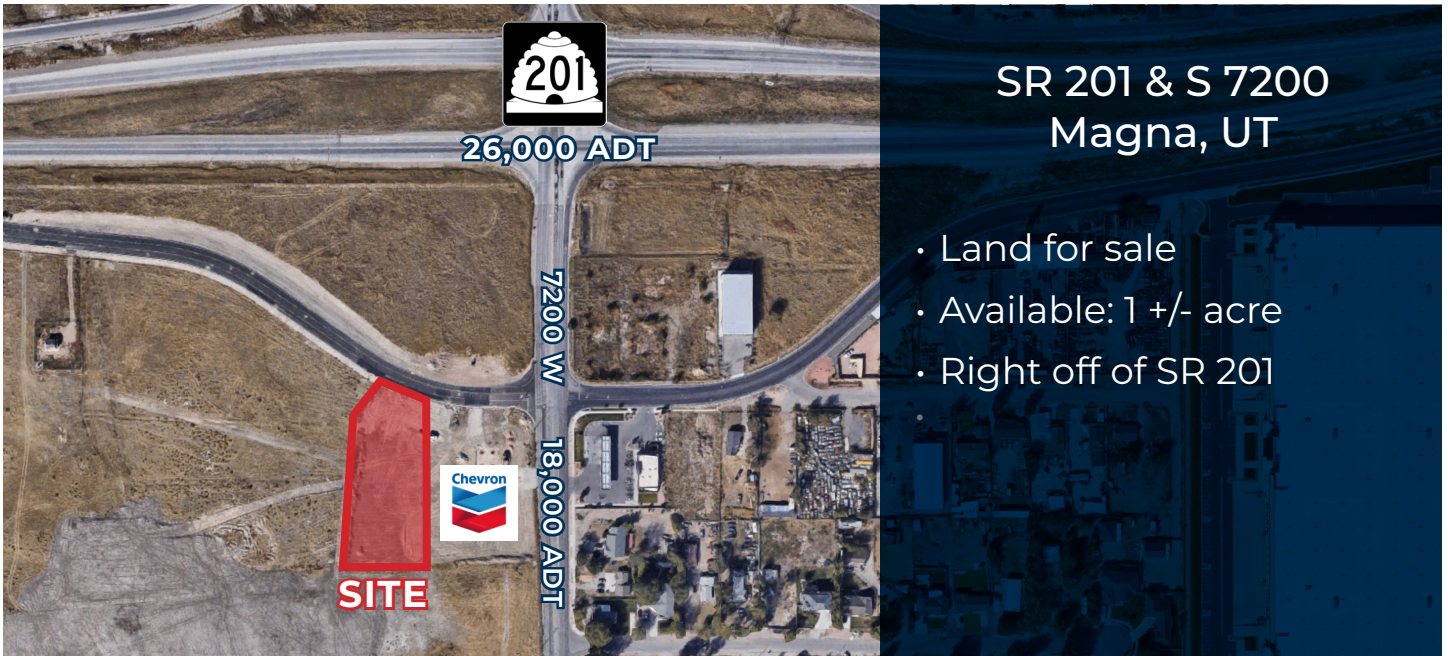 201
26,000 ADT
7200 W
18,000 ADT
Chevron
SITE
SR 201 & S 7200
Magna, UT
• Land for sale
• Available: 1 +/- acre
• Right off of SR 201
•